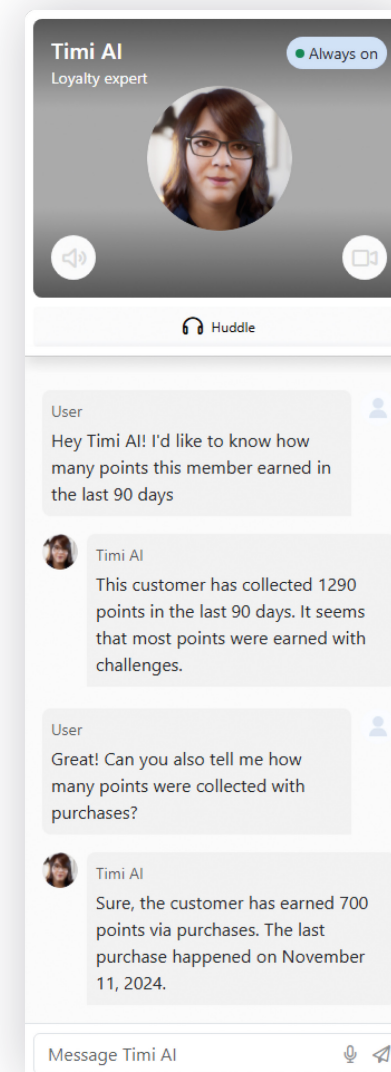 Timi AI
Always on
Loyalty expert
Huddle
User
Hey Timi AI! I'd like to know how
many points this member earned in
the last 90 days
Timi AI
This customer has collected 1290
points in the last 90 days. It seems
that most points were earned with
challenges.
User
Great! Can you also tell me how
many points were collected with
purchases?
Timi AI
Sure, the customer has earned 700
points via purchases. The last
purchase happened on November
11, 2024.
Message Timi AI